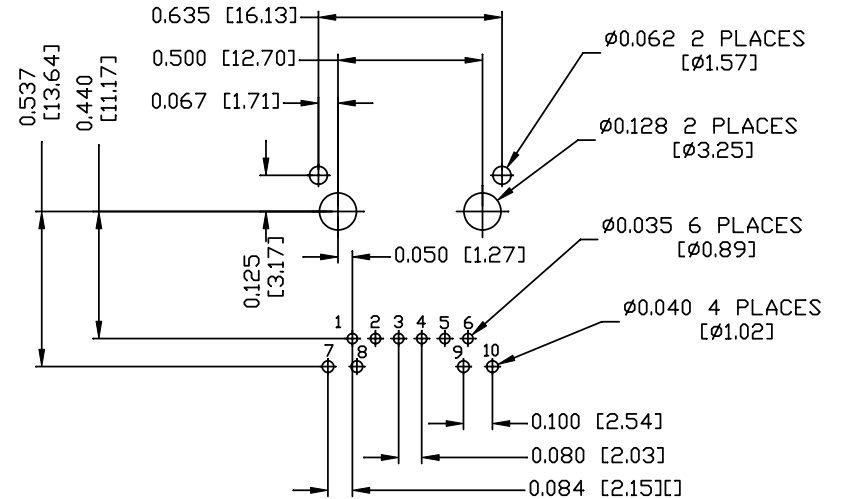 0.635 [16.13]
0.500 [12.70]
0.067 [1.71]
0.537
[13.64]
0.440
[11.17]
ø0.062 2 PLACES
[ø1.57]
ø0.128 2 PLACES
[ø3.25]
0.125
[3.17]
0.050 [1.27]
ø0.035 6 PLACES
[ø0.89]
ø0.040 4 PLACES
[ø1.02]
1 2 3 4 5 6
7 8 9 10
0.100 [2.54]
0.080 [2.03]
0.084 [2.15][]